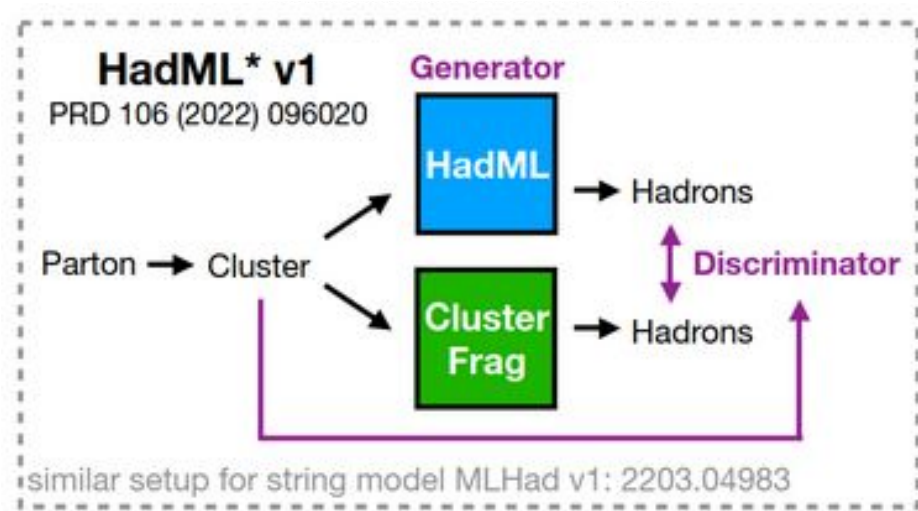 HadML* v1
PRD 106 (2022) 096020
Generator
HadML
Hadrons
Parton
Cluster
Discriminator
Cluster
Frag
Hadrons
similar setup for string model MLHad v1: 2203.04983